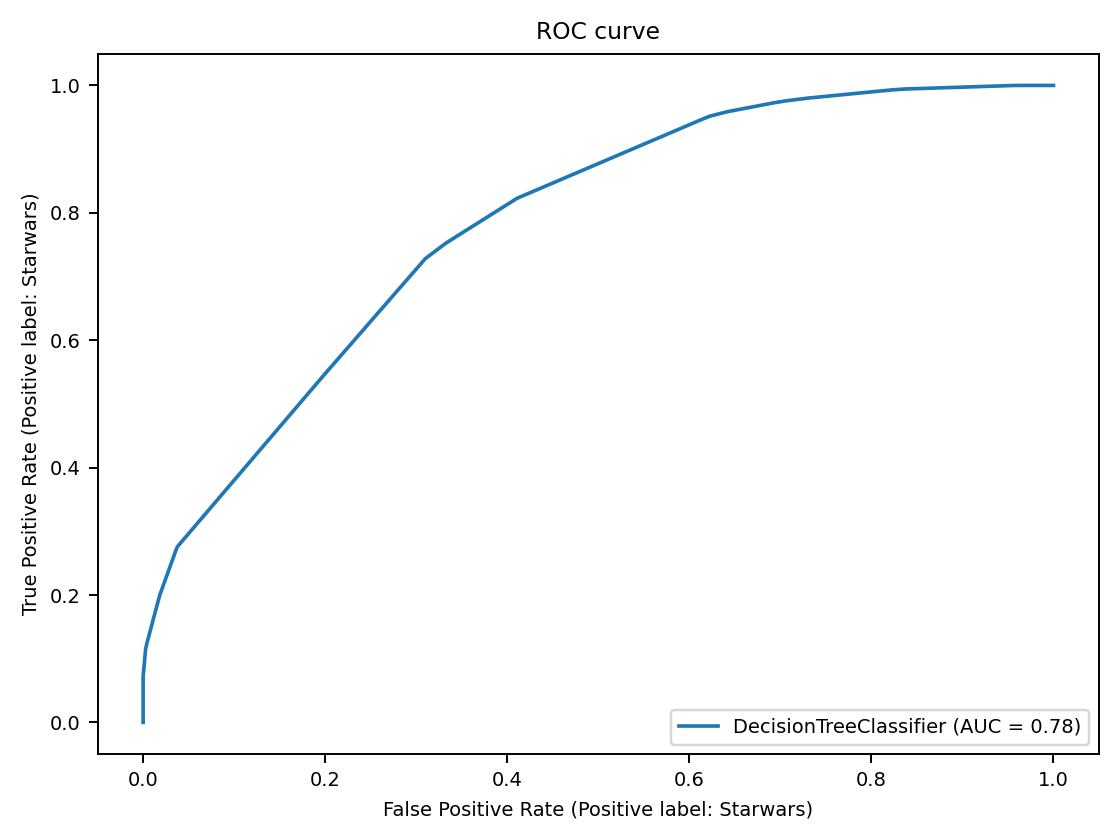 ROC curve
True Positive Rate (Positive label: Starwars)
1.0
0.8
0.6
0.4
0.2
0.0
DecisionTreeClassifier (AUC = 0.78)
0.0 0.2 0.4 0.6 0.8 1.0
False Positive Rate (Positive label: Starwars)